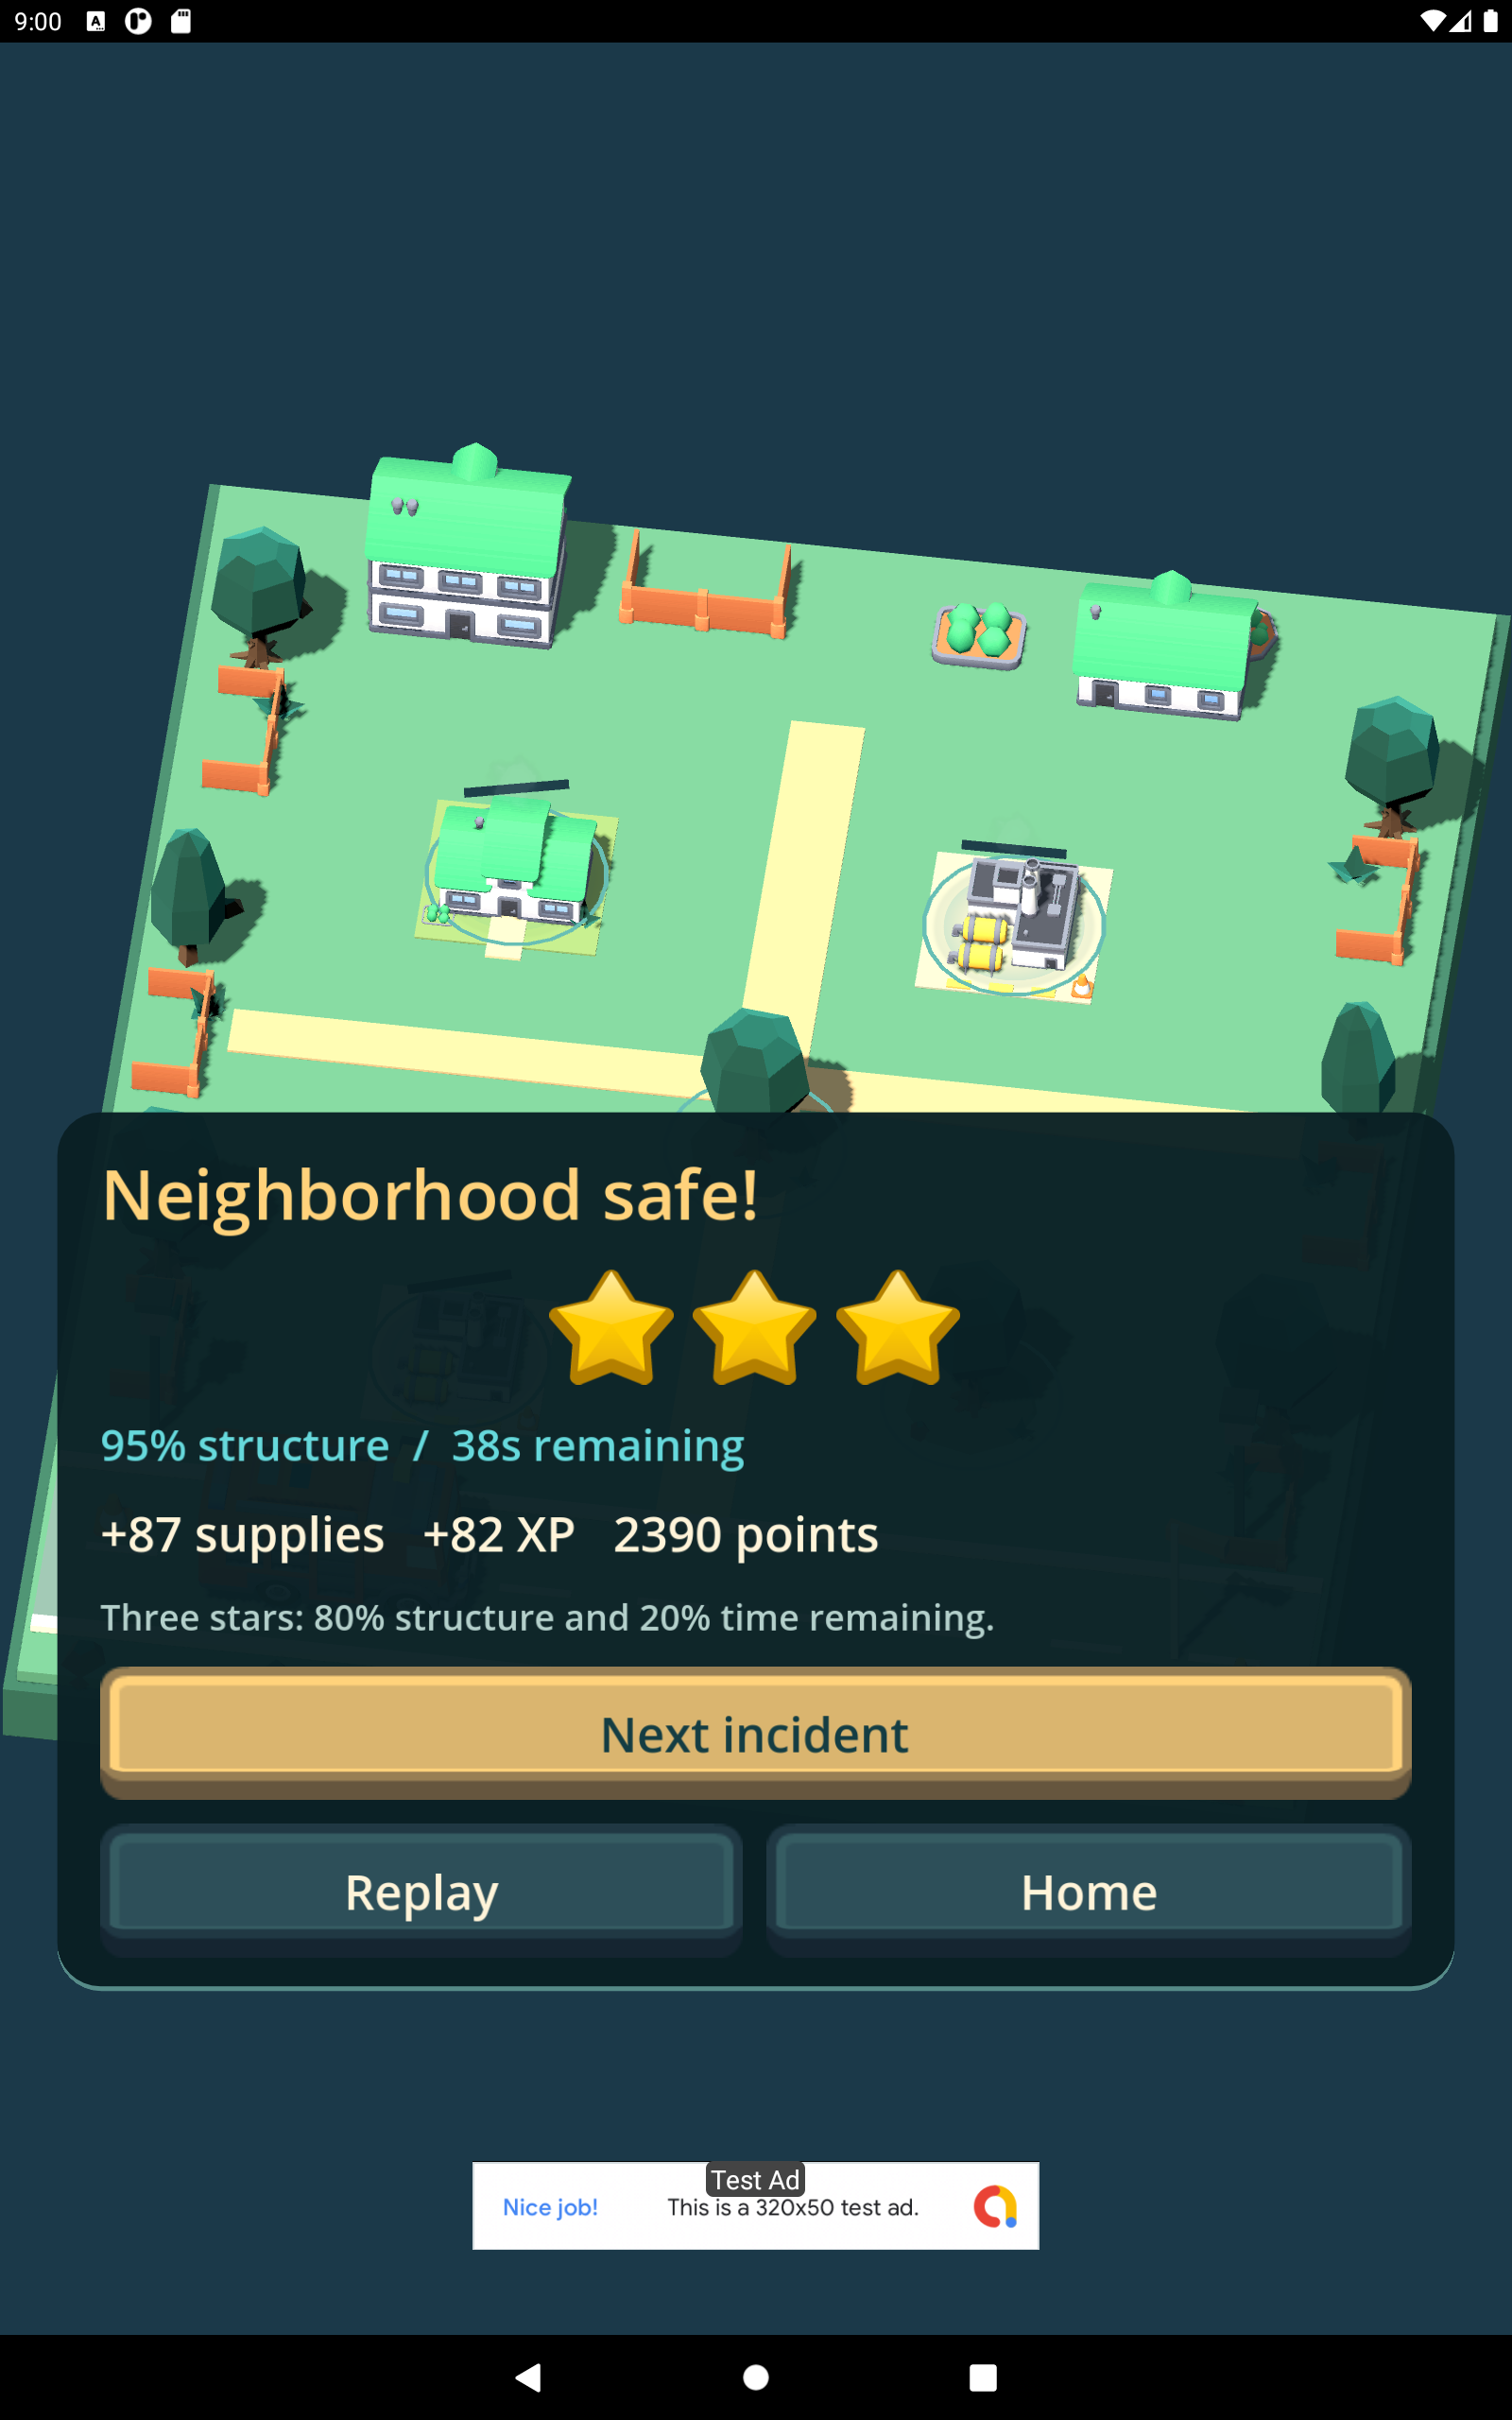 9:00
Neighborhood safe!
95% structure / 38s remaining
+87 supplies +82 XP 2390 points
Three stars: 80% structure and 20% time remaining.
Next incident
Replay Home
Test Ad
Nice job! This is a 320x50 test ad.